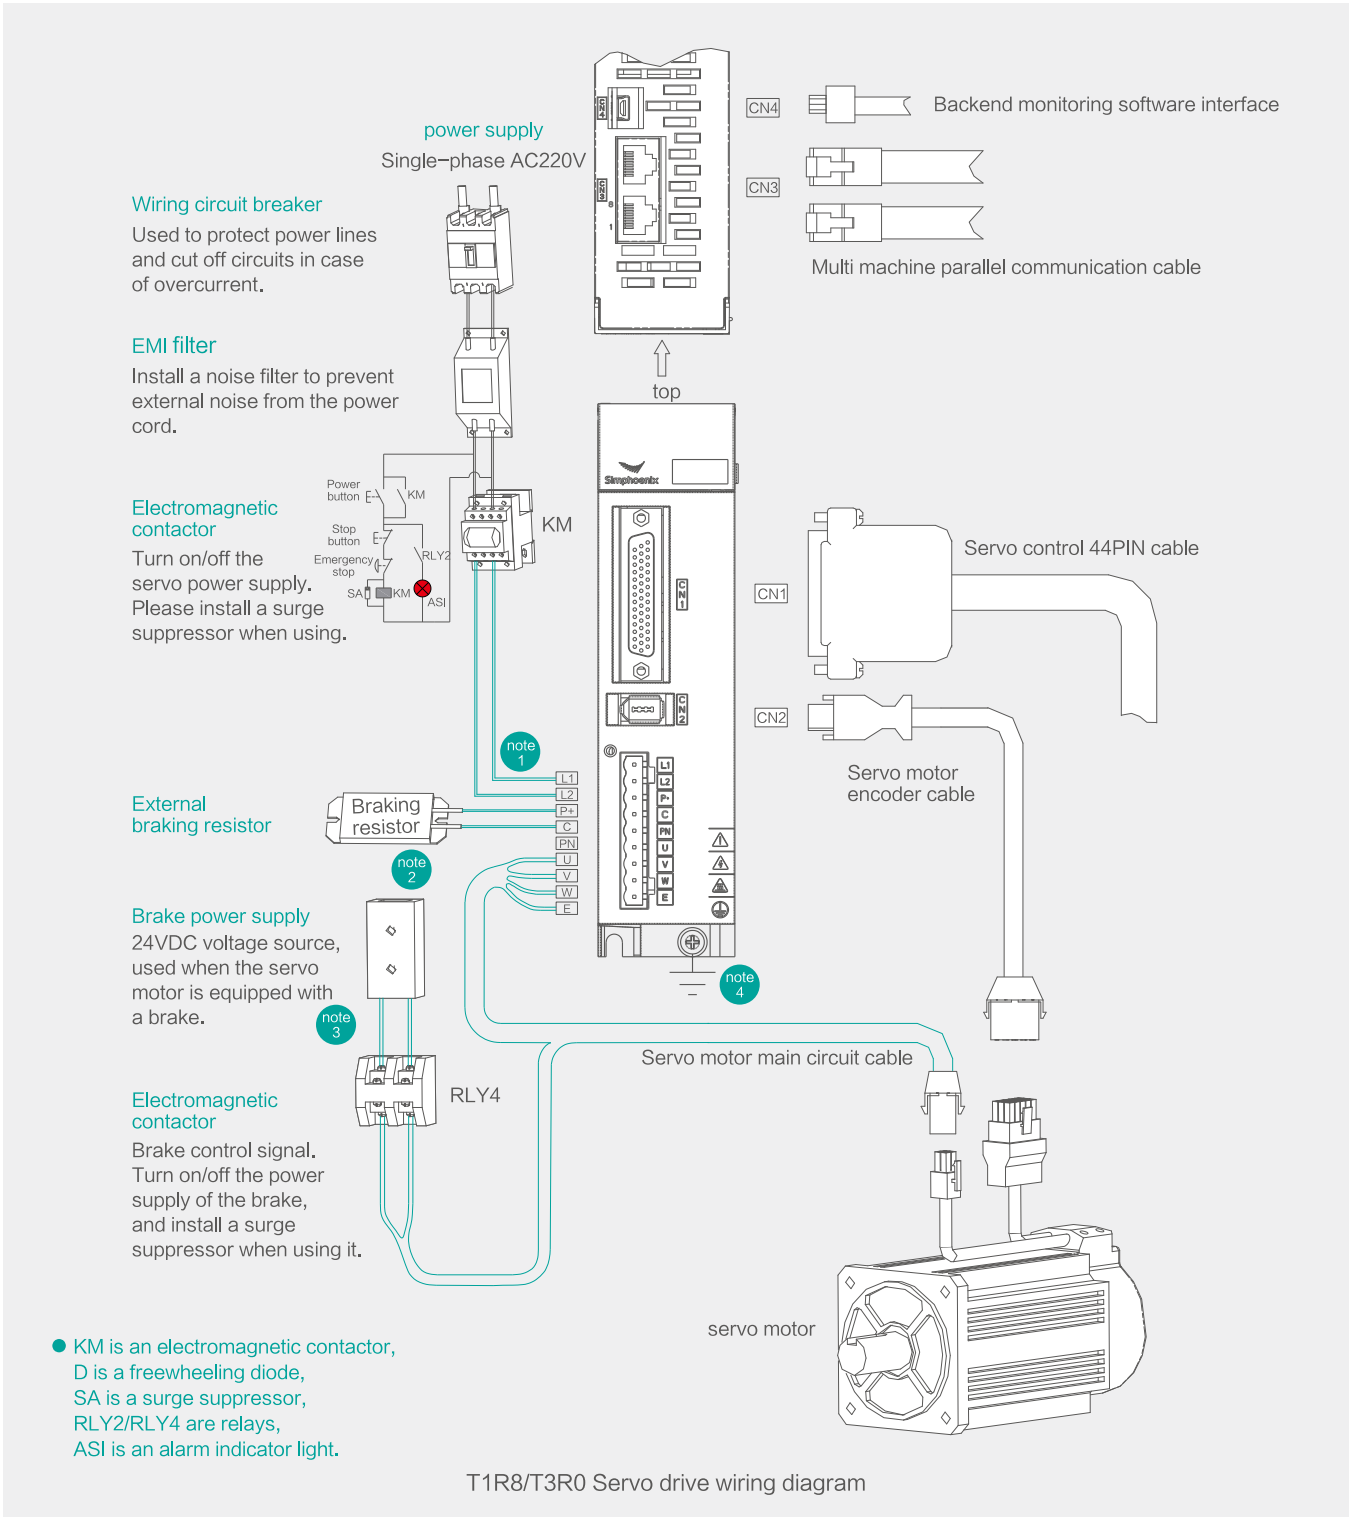 power supply
Single-phase AC220V
Wiring circuit breaker
Used to protect power lines
and cut off circuits in case
of overcurrent.
EMI filter
Install a noise filter to prevent
external noise from the power
cord.
Power
button
KM
Stop
button
RLY2
Emergency
stop
SA
KM
ASI
Electromagnetic
contactor
Turn on/off the
servo power supply.
Please install a surge
suppressor when using.
KM
CN4
CN3
8
1
CN4
Backend monitoring software interface
CN3
Multi machine parallel communication cable
top
Simphoenix
CN1
CN2
CN1
Servo control 44PIN cable
CN2
Servo motor
encoder cable
note
1
L1
L2
P+
C
PN
U
V
W
E
L1
L2
P+
C
PN
U
V
W
E
External
braking resistor
Braking
resistor
note
2
Brake power supply
24VDC voltage source,
used when the servo
motor is equipped with
a brake.
note
3
note
4
Servo motor main circuit cable
RLY4
Electromagnetic
contactor
Brake control signal.
Turn on/off the power
supply of the brake,
and install a surge
suppressor when using it.
servo motor
● KM is an electromagnetic contactor,
D is a freewheeling diode,
SA is a surge suppressor,
RLY2/RLY4 are relays,
ASI is an alarm indicator light.
T1R8/T3R0 Servo drive wiring diagram